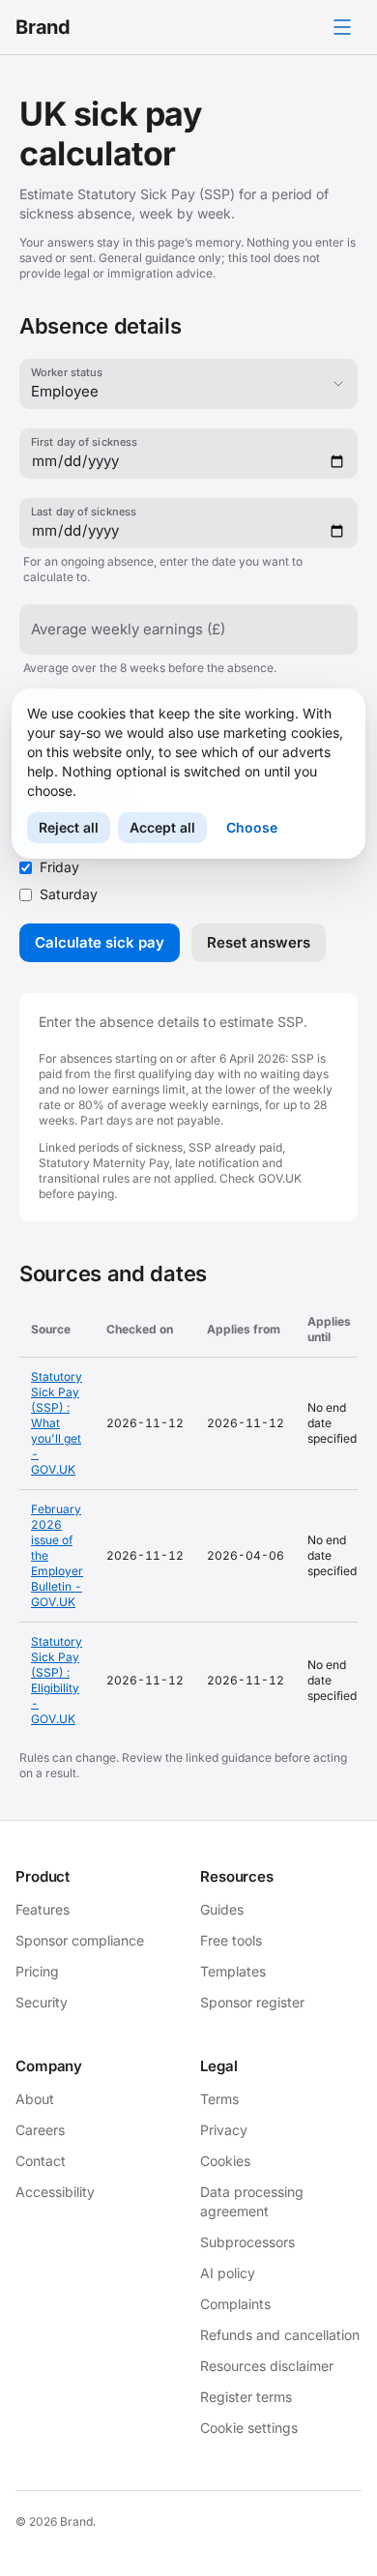 Brand
UK sick pay
calculator
Estimate Statutory Sick Pay (SSP) for a period of
sickness absence, week by week.
Your answers stay in this page’s memory. Nothing you enter is
saved or sent. General guidance only; this tool does not
provide legal or immigration advice.
Absence details
Worker status
Employee
First day of sickness
mm/dd/yyyy
Last day of sickness
mm/dd/yyyy
For an ongoing absence, enter the date you want to
calculate to.
Average weekly earnings (£)
Average over the 8 weeks before the absence.
We use cookies that keep the site working. With
your say-so we would also use marketing cookies,
on this website only, to see which of our adverts
help. Nothing optional is switched on until you
choose.
Reject all
Accept all
Choose
Friday
Saturday
Calculate sick pay
Reset answers
Enter the absence details to estimate SSP.
For absences starting on or after 6 April 2026: SSP is
paid from the first qualifying day with no waiting days
and no lower earnings limit, at the lower of the weekly
rate or 80% of average weekly earnings, for up to 28
weeks. Part days are not payable.
Linked periods of sickness, SSP already paid,
Statutory Maternity Pay, late notification and
transitional rules are not applied. Check GOV.UK
before paying.
Sources and dates
Source
Checked on
Applies from
Applies
until
Statutory
Sick Pay
(SSP) :
What
you'll get
-
GOV.UK
2026-11-12
2026-11-12
No end
date
specified
February
2026
issue of
the
Employer
Bulletin -
GOV.UK
2026-11-12
2026-04-06
No end
date
specified
Statutory
Sick Pay
(SSP) :
Eligibility
-
GOV.UK
2026-11-12
2026-11-12
No end
date
specified
Rules can change. Review the linked guidance before acting
on a result.
Product
Features
Sponsor compliance
Pricing
Security
Resources
Guides
Free tools
Templates
Sponsor register
Company
About
Careers
Contact
Accessibility
Legal
Terms
Privacy
Cookies
Data processing
agreement
Subprocessors
AI policy
Complaints
Refunds and cancellation
Resources disclaimer
Register terms
Cookie settings
© 2026 Brand.